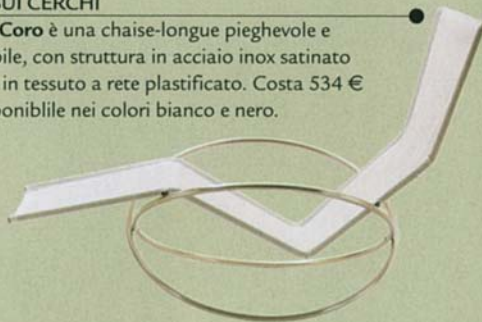 SUI CERCHI
Coro è una chaise-longue pieghevole e
bile, con struttura in acciaio inox satinato
in tessuto a rete plastificato. Costa 534 €
poniblile nei colori bianco e nero.